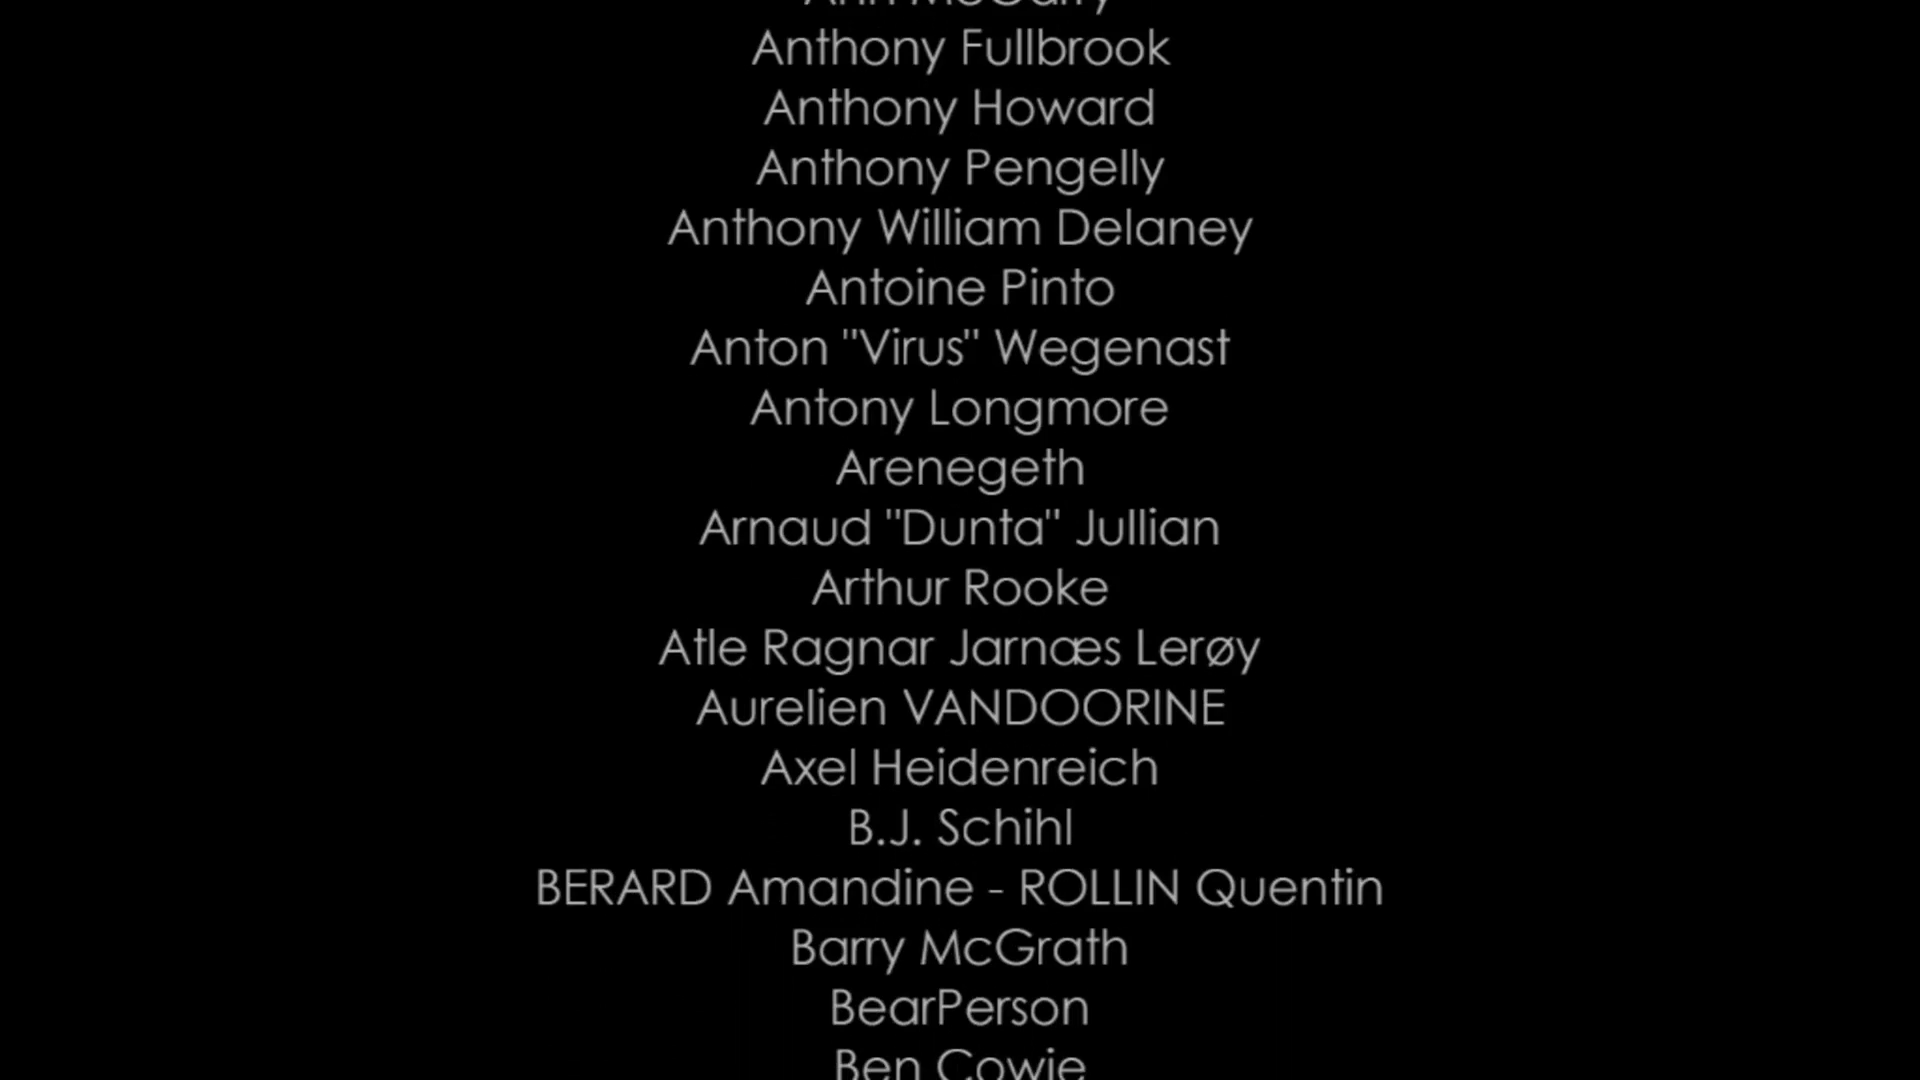 Ann McGarry
Anthony Fullbrook
Anthony Howard
Anthony Pengelly
Anthony William Delaney
Antoine Pinto
Anton "Virus" Wegenast
Antony Longmore
Arenegeth
Arnaud "Dunta" Jullian
Arthur Rooke
Atle Ragnar Jarnæs Lerøy
Aurelien VANDOORINE
Axel Heidenreich
B.J. Schihl
BERARD Amandine - ROLLIN Quentin
Barry McGrath
BearPerson
Ben Cowie